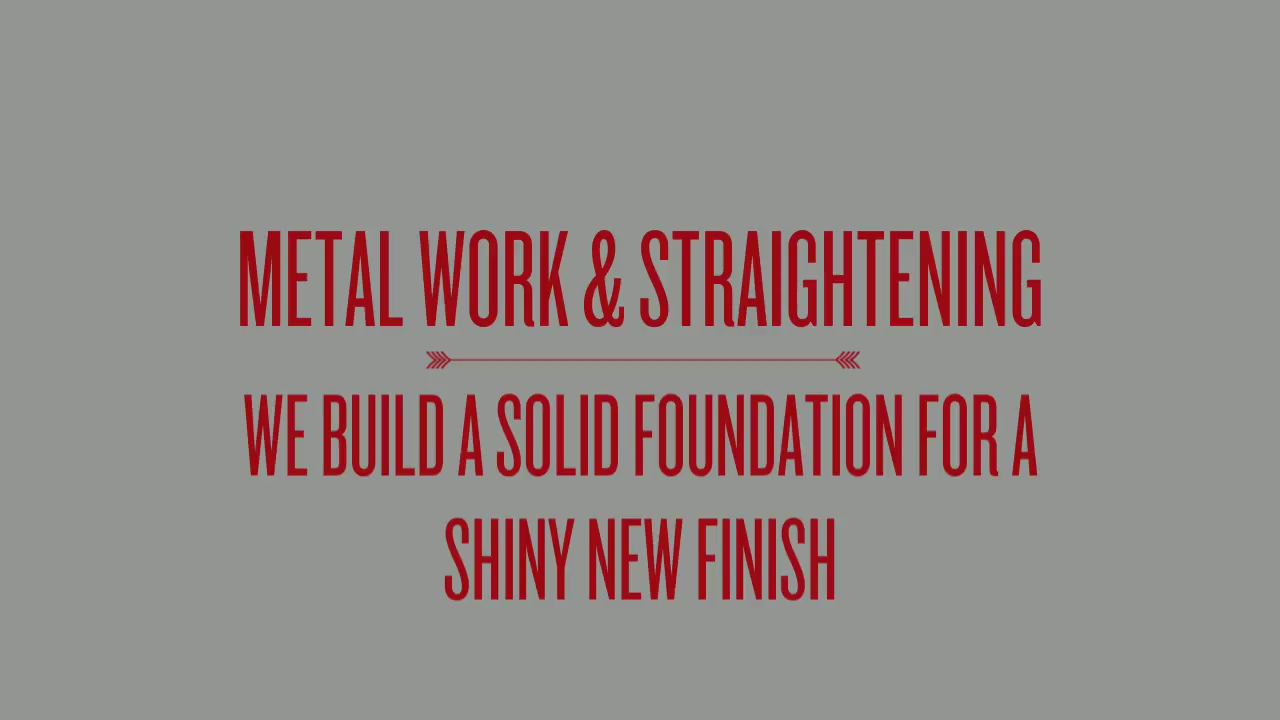 METAL WORK & STRAIGHTENING
WE BUILD A SOLID FOUNDATION FOR A
SHINY NEW FINISH